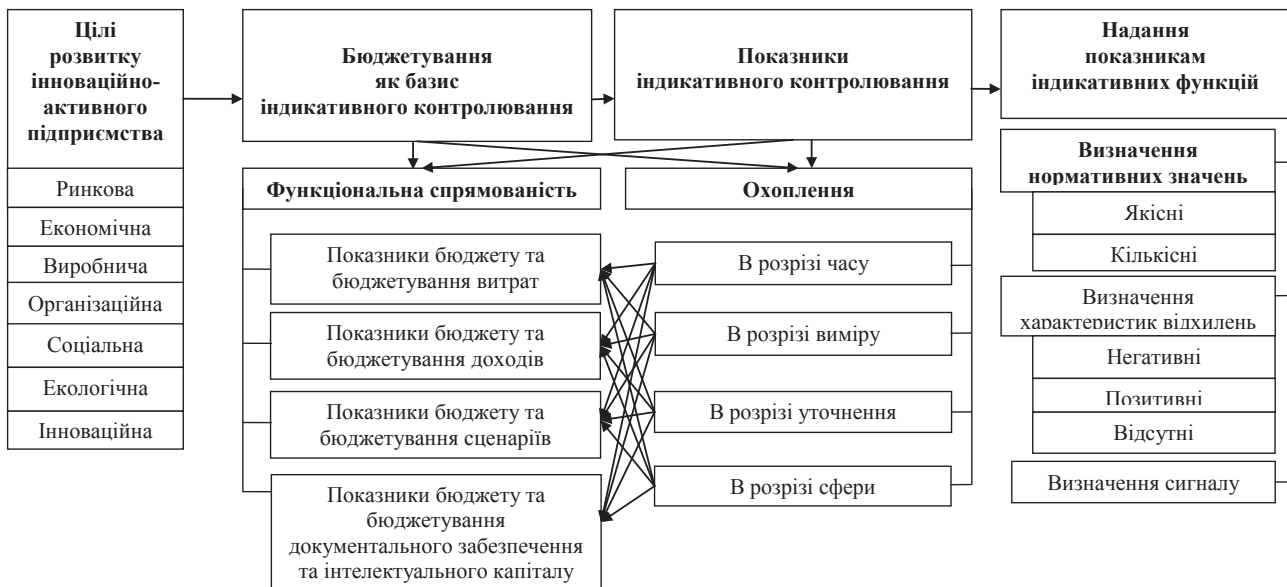 Цілі
розвитку
інноваційно-
активного
підприємства
Ринкова
Економічна
Виробнича
Організаційна
Соціальна
Екологічна
Інноваційна
Бюджетування
як базис
індикативного контролювання
Показники
індикативного контролювання
Функціональна спрямованість
Показники бюджету та
бюджетування витрат
Показники бюджету та
бюджетування доходів
Показники бюджету та
бюджетування сценаріїв
Показники бюджету та
бюджетування
документального забезпечення
та інтелектуального капіталу
Охоплення
В розрізі часу
В розрізі виміру
В розрізі уточнення
В розрізі сфери
Надання
показникам
індикативних функцій
Визначення
нормативних значень
Якісні
Кількісні
Визначення
характеристик відхилень
Негативні
Позитивні
Відсутні
Визначення сигналу